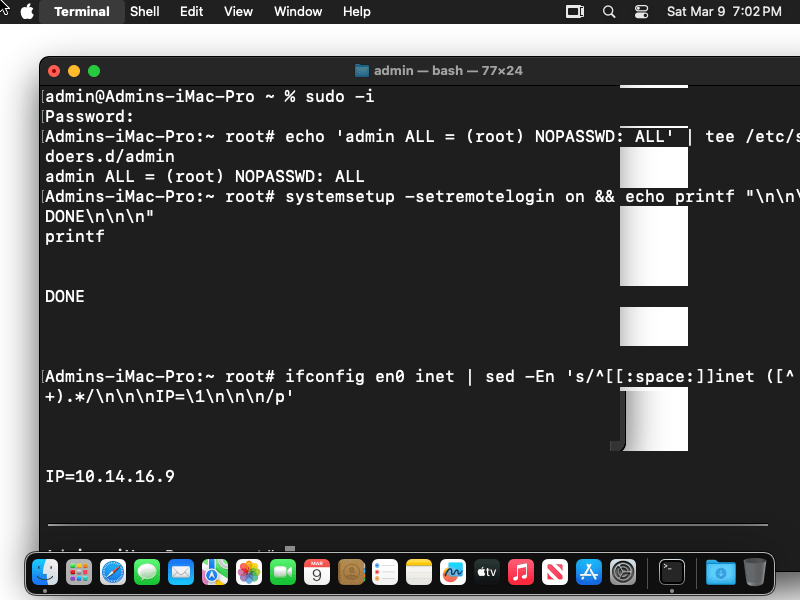 Terminal Shell Edit View Window Help Sat Mar 9 7:02 PM
admin — bash — 77×24
admin@Admins-iMac-Pro ~ % sudo -i
Password:
Admins-iMac-Pro:~ root# echo 'admin ALL = (root) NOPASSWD: ALL' | tee /etc/s
doers.d/admin
admin ALL = (root) NOPASSWD: ALL
Admins-iMac-Pro:~ root# systemsetup -setremotelogin on && echo printf "\n\n\
DONE\n\n\n"
printf
DONE
Admins-iMac-Pro:~ root# ifconfig en0 inet | sed -En 's/^[[:space:]]inet ([^
+).*/\n\n\nIP=\1\n\n\n/p'
IP=10.14.16.9
MAR
9
tv